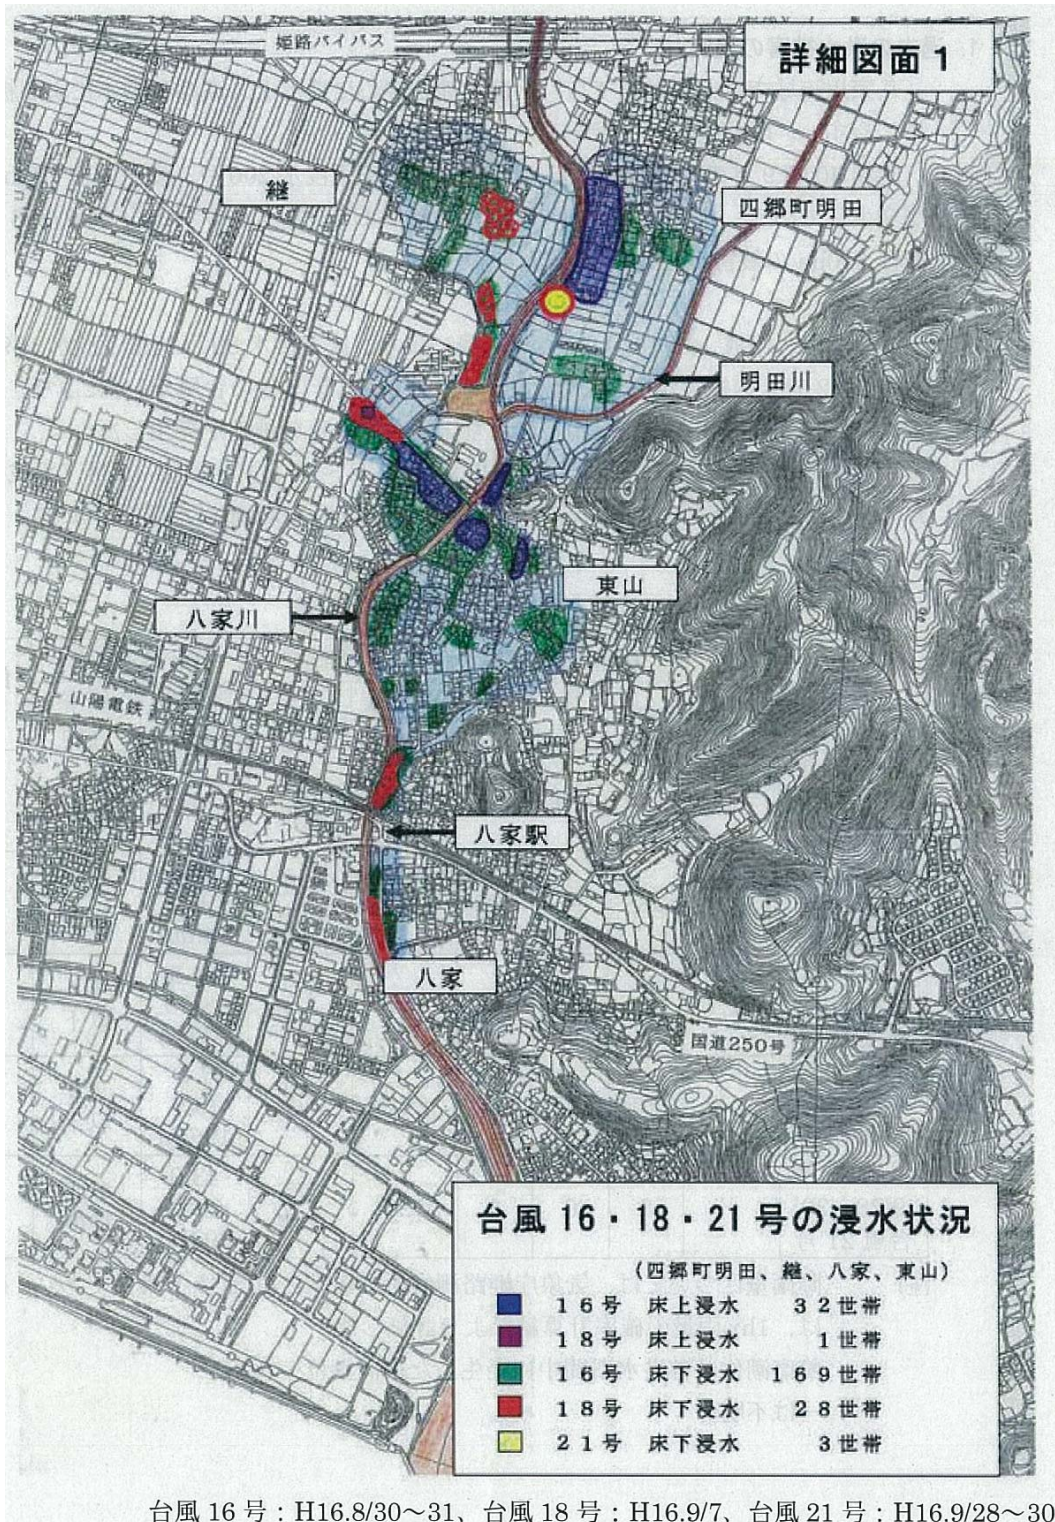 姫路バイパス
詳細図面1
継
四郷町明田
明田川
東山
八家川
山陽電鉄
八家駅
八家
国道250号
台風16・18・21号の浸水状況
(四郷町明田、継、八家、東山)
16号 床上浸水 32世帯
18号 床上浸水 1世帯
16号 床下浸水 169世帯
18号 床下浸水 28世帯
21号 床下浸水 3世帯
台風 16 号：H16.8/30～31、台風 18 号：H16.9/7、台風 21 号：H16.9/28～30